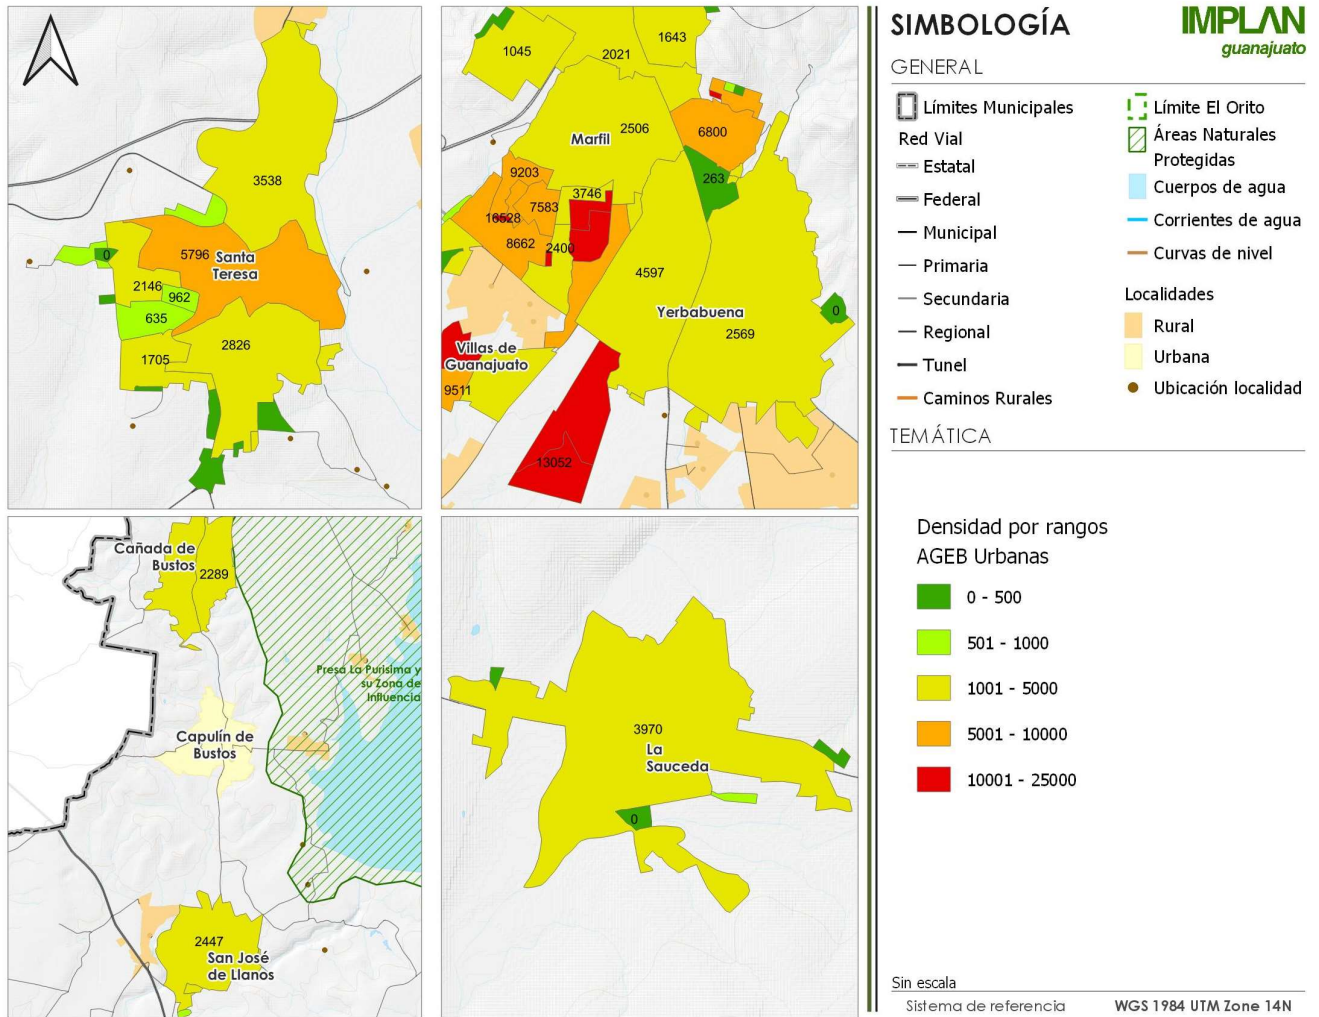 3538
5796
Santa
Teresa
0
2146
962
635
2826
1705
1045
1643
2021
2506
Marfil
6800
263
9203
3746
7583
16528
8662
2400
4597
Yerbabuena
2569
0
Villas de
Guanajuato
9511
13052
Cañada de
Bustos
2289
Presa La Purisima y
su Zona de
Influencia
Capulín de
Bustos
2447
San José
de Llanos
3970
La
Sauceda
0
SIMBOLOGÍA
IMPLAN
guanajuato
GENERAL
Límites Municipales
Red Vial
Estatal
Federal
Municipal
Primaria
Secundaria
Regional
Tunel
Caminos Rurales
Límite El Orito
Áreas Naturales
Protegidas
Cuerpos de agua
Corrientes de agua
Curvas de nivel
Localidades
Rural
Urbana
Ubicación localidad
TEMÁTICA
Densidad por rangos
AGEB Urbanas
0 - 500
501 - 1000
1001 - 5000
5001 - 10000
10001 - 25000
Sin escala
Sistema de referencia WGS 1984 UTM Zone 14N